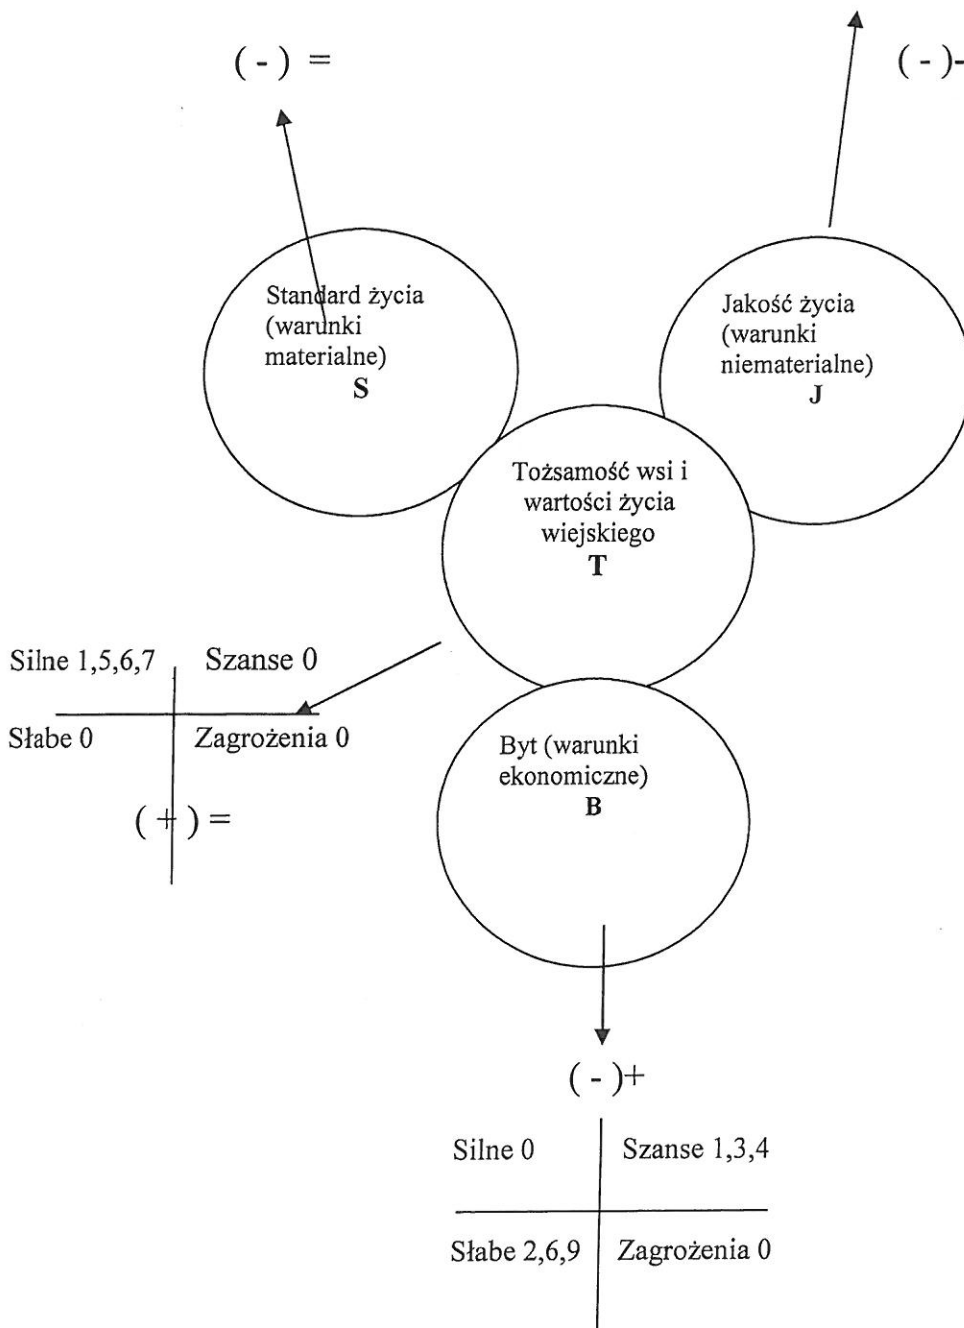 ( - ) =
( - )-
Standard życia
(warunki
materialne)
S
Jakość życia
(warunki
niematerialne)
J
Tożsamość wsi i
wartości życia
wiejskiego
T
Silne 1,5,6,7 Szanse 0
Słabe 0 Zagrożenia 0
( + ) =
Byt (warunki
ekonomiczne)
B
( - )+
Silne 0 Szanse 1,3,4
Słabe 2,6,9 Zagrożenia 0